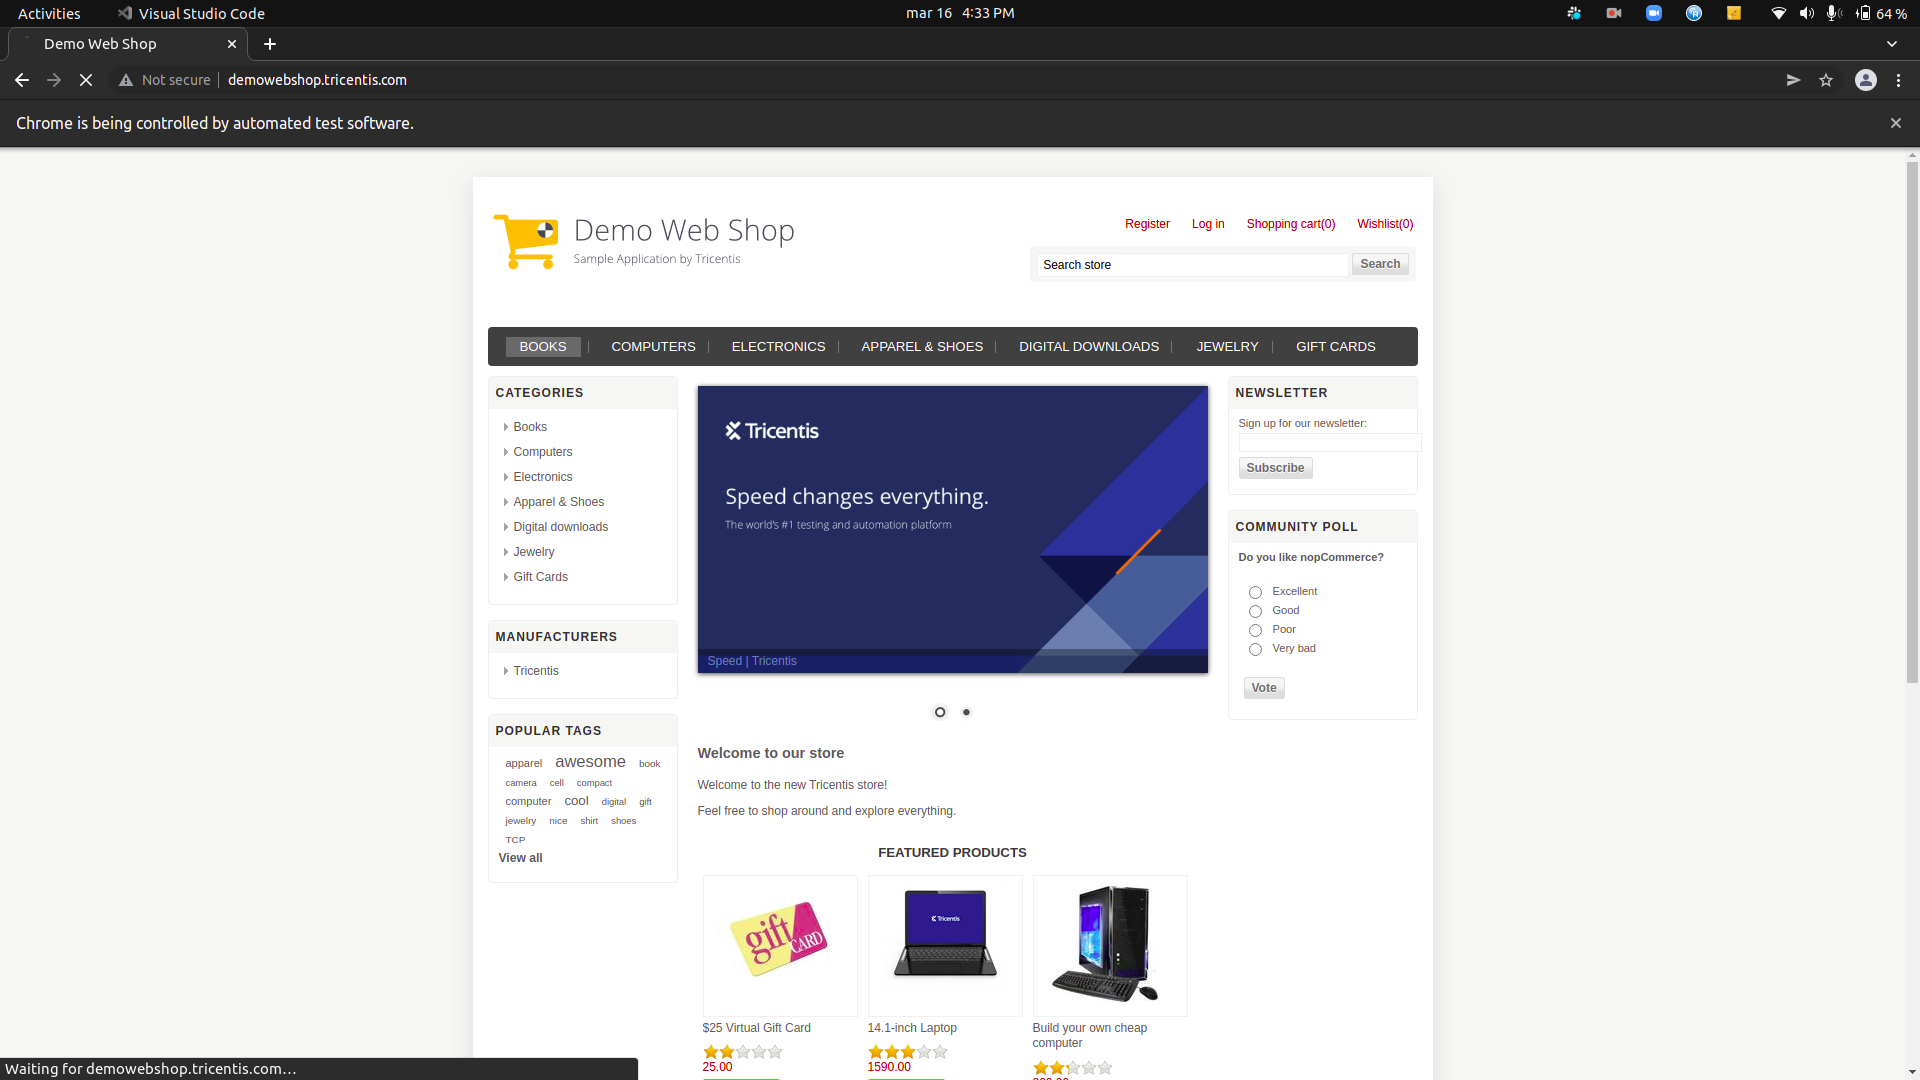 Activities
Visual Studio Code
mar 16 4:33 PM
64 %
Demo Web Shop
Not secure
demowebshop.tricentis.com
Chrome is being controlled by automated test software.
Demo Web Shop
Sample Application by Tricentis
Register
Log in
Shopping cart(0)
Wishlist(0)
Search store
Search
BOOKS
COMPUTERS
ELECTRONICS
APPAREL & SHOES
DIGITAL DOWNLOADS
JEWELRY
GIFT CARDS
CATEGORIES
Books
Computers
Electronics
Apparel & Shoes
Digital downloads
Jewelry
Gift Cards
MANUFACTURERS
Tricentis
POPULAR TAGS
apparel awesome book
camera cell compact
computer cool digital gift
jewelry nice shirt shoes
TCP
View all
Tricentis
Speed changes everything.
The world's #1 testing and automation platform
Speed | Tricentis
Welcome to our store
Welcome to the new Tricentis store!
Feel free to shop around and explore everything.
FEATURED PRODUCTS
gift CARD
Tricentis
$25 Virtual Gift Card
25.00
14.1-inch Laptop
1590.00
Build your own cheap
computer
NEWSLETTER
Sign up for our newsletter:
Subscribe
COMMUNITY POLL
Do you like nopCommerce?
Excellent
Good
Poor
Very bad
Vote
Waiting for demowebshop.tricentis.com…